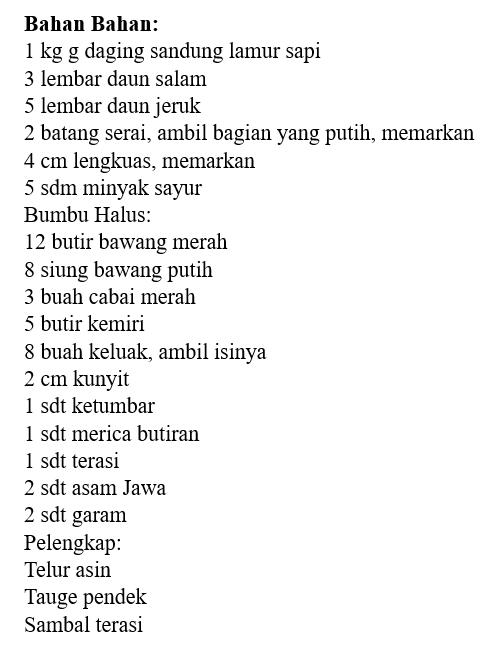 Bahan Bahan:
1 kg g daging sandung lamur sapi
3 lembar daun salam
5 lembar daun jeruk
2 batang serai, ambil bagian yang putih, memarkan
4 cm lengkuas, memarkan
5 sdm minyak sayur
Bumbu Halus:
12 butir bawang merah
8 siung bawang putih
3 buah cabai merah
5 butir kemiri
8 buah keluak, ambil isinya
2 cm kunyit
1 sdt ketumbar
1 sdt merica butiran
1 sdt terasi
2 sdt asam Jawa
2 sdt garam
Pelengkap:
Telur asin
Tauge pendek
Sambal terasi